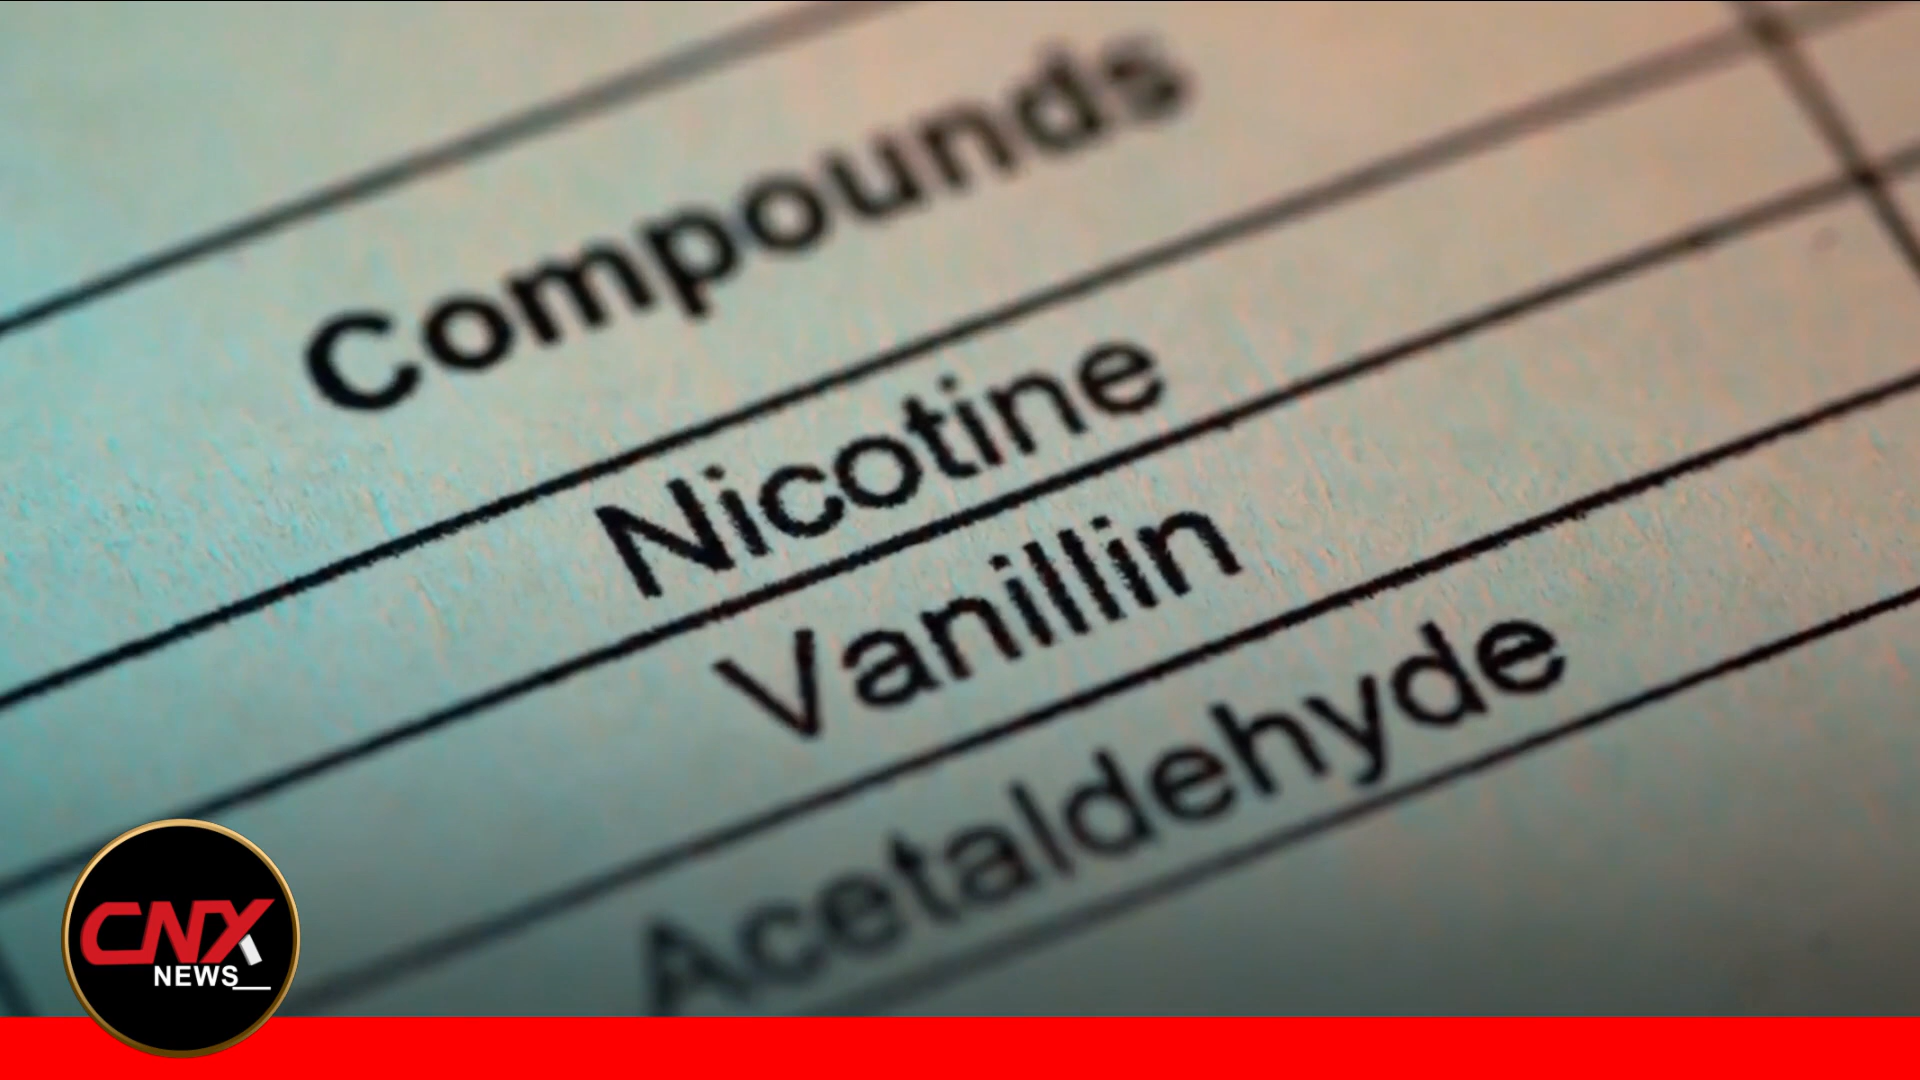 Compounds
Nicotine
Vanillin
Acetaldehyde
CNX
NEWS